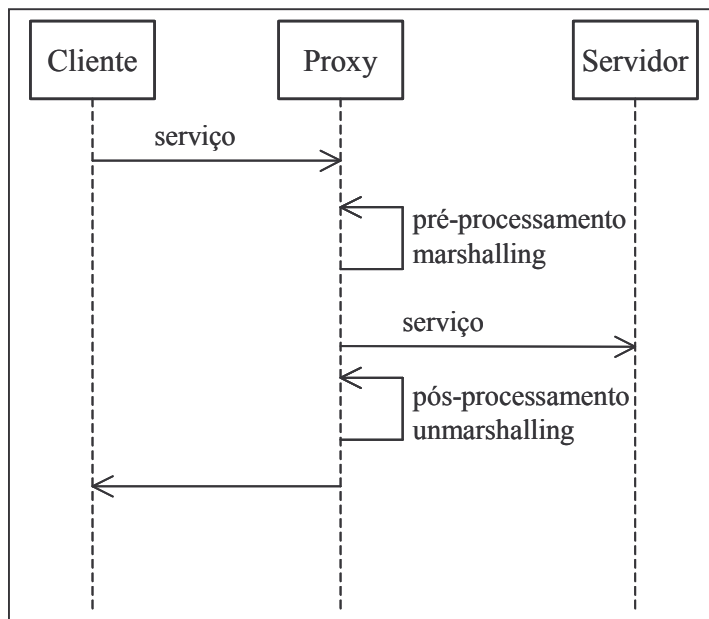 Cliente
Proxy
Servidor
serviço
pré-processamento
marshalling
serviço
pós-processamento
unmarshalling